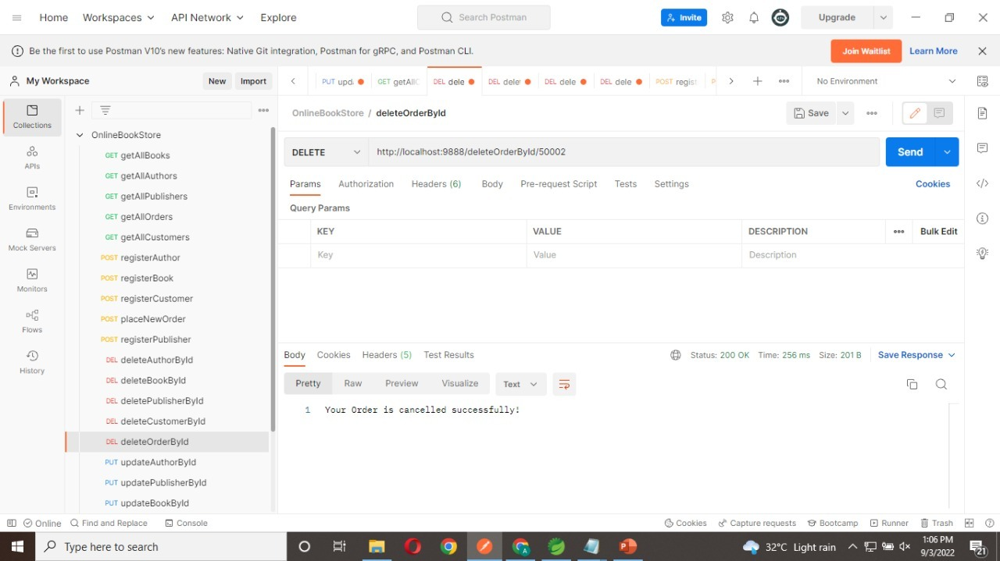 Home Workspaces API Network Explore Search Postman Invite Upgrade
Be the first to use Postman V10's new features: Native Git integration, Postman for gRPC, and Postman CLI. Join Waitlist Learn More
My Workspace New Import PUT GET getAllC DEL dele DEL DEL dele DEL dele POST No Environment
Collections
APIs
Environments
Mock Servers
Monitors
Flows
History
OnlineBookStore
GET getAllBooks
GET getAllAuthors
GET getAllPublishers
GET getAllOrders
GET getAllCustomers
POST registerAuthor
POST registerBook
POST registerCustomer
POST placeNewOrder
POST registerPublisher
DEL deleteAuthorById
DEL deleteBookById
DEL deletePublisherById
DEL deleteCustomerById
DEL deleteOrderById
PUT updateAuthorById
PUT updatePublisherById
PUT updateBookById
OnlineBookStore / deleteOrderById Save
DELETE http://localhost:9888/deleteOrderById/50002 Send
Params Authorization Headers (6) Body Pre-request Script Tests Settings Cookies
Query Params
KEY VALUE DESCRIPTION Bulk Edit
Key Value Description
Body Cookies Headers (5) Test Results Status: 200 OK Time: 256 ms Size: 201 B Save Response
Pretty Raw Preview Visualize Text
1 Your Order is cancelled successfully!
Online Find and Replace Console Cookies Capture requests Bootcamp Runner Trash
Type here to search 32°C Light rain 1:06 PM
9/3/2022 21